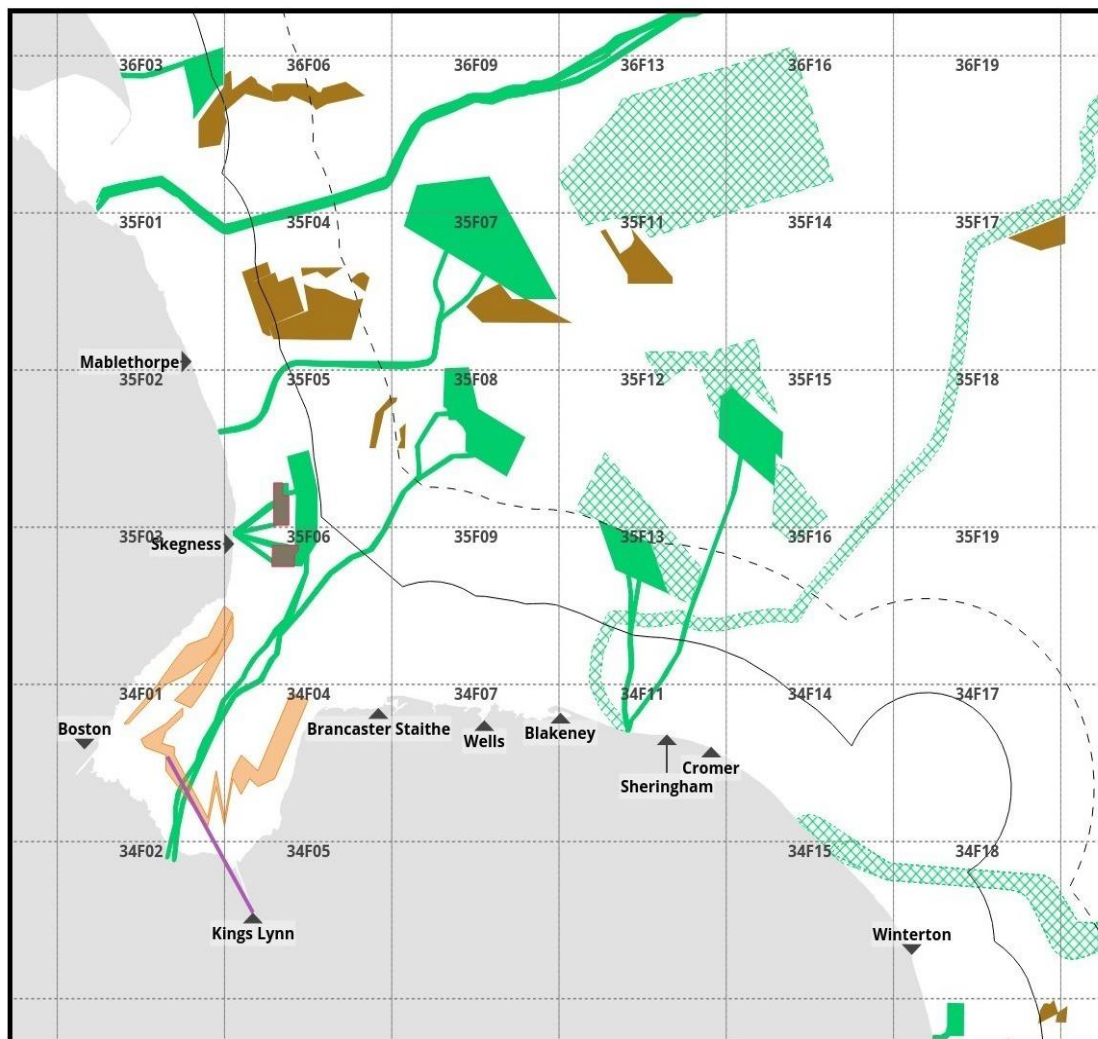 36F03 36F06 36F09 36F13 36F16 36F19
35F01 35F04 35F07 35F11 35F14 35F17
Mablethorpe
35F02 35F05 35F08 35F12 35F15 35F18
35F03 35F06 35F09 35F13 35F16 35F19
Skegness
34F01 34F04 34F07 34F11 34F14 34F17
Boston Brancaster Staithe Wells Blakeney
Cromer
Sheringham
34F02 34F05 34F15 34F18
Kings Lynn Winterton